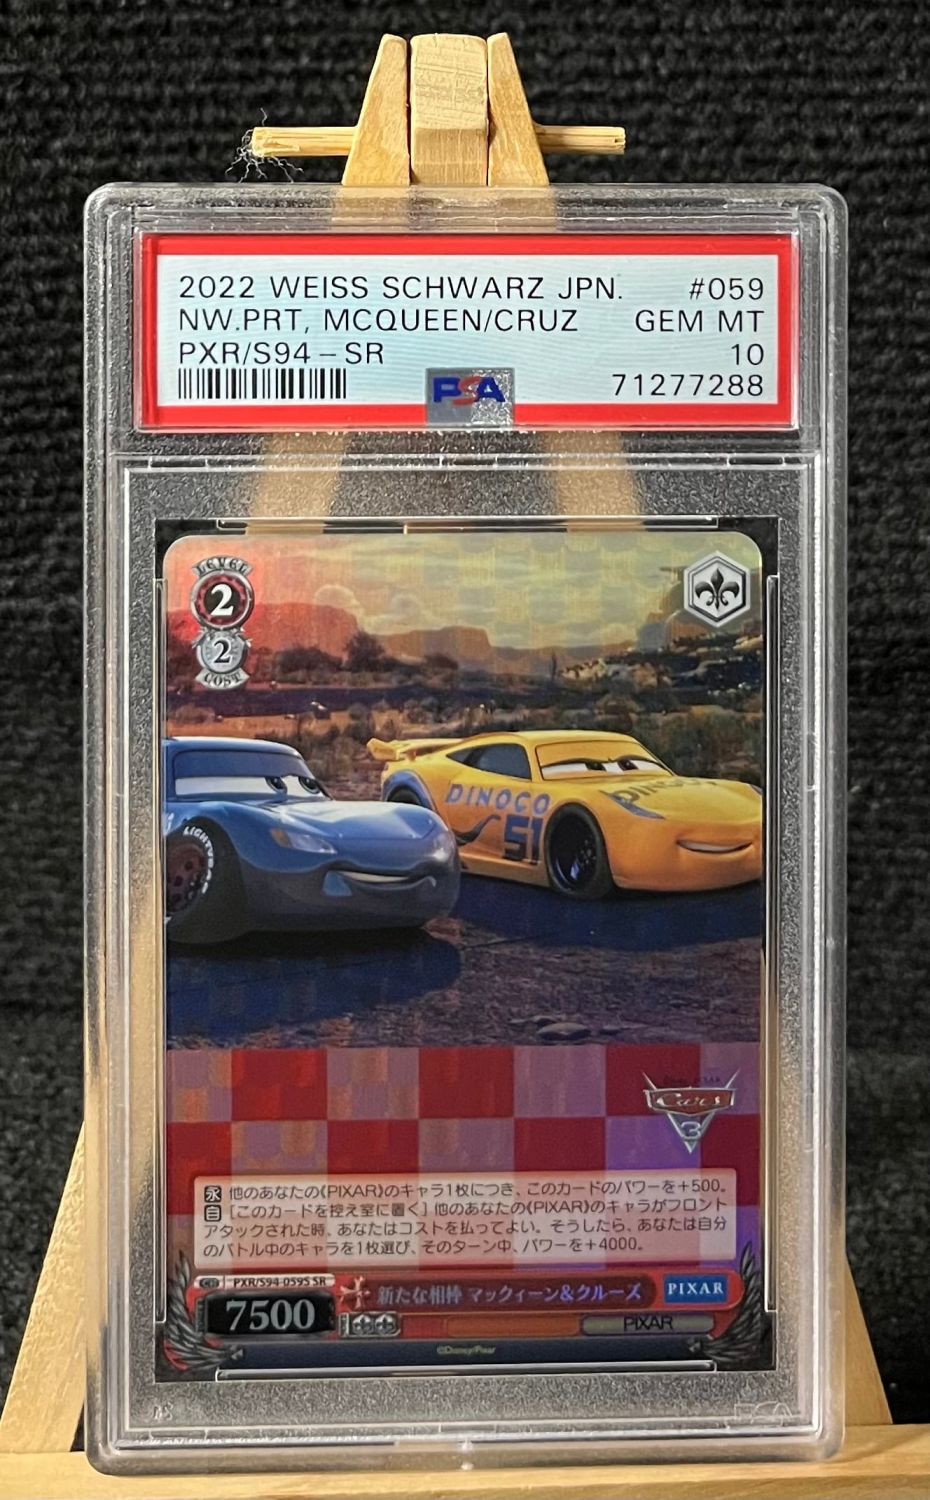 2022 WEISS SCHWARZ JPN. #059
NW.PRT, MCQUEEN/CRUZ GEM MT
PXR/S94-SR 10
71277288
PSA
LEVEL
2
2
COST
DINOCO
51
DINOCO
Cars
3
永 他のあなたの《PIXAR》のキャラ1枚につき、このカードのパワーを+500。
自 [このカードを控え室に置く] 他のあなたの《PIXAR》のキャラがフロント
アタックされた時、あなたはコストを払ってよい。そうしたら、あなたは自分
のバトル中のキャラを1枚選び、そのターン中、パワーを+4000。
PXR/S94-059S SR
新たな相棒 マックィーン&クルーズ PIXAR
7500
PIXAR
©Disney/Pixar